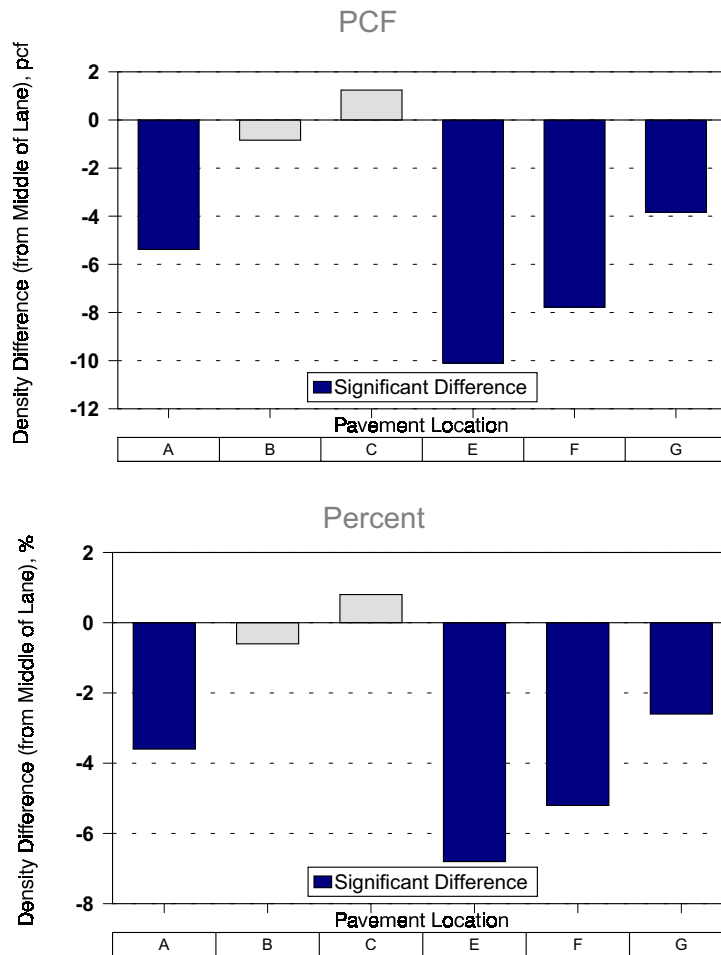 PCF
Density Difference (from Middle of Lane), pcf
2
0
-2
-4
-6
-8
-10
-12
Significant Difference
Pavement Location
A B C E F G
Percent
Density Difference (from Middle of Lane), %
2
0
-2
-4
-6
-8
Significant Difference
Pavement Location
A B C E F G